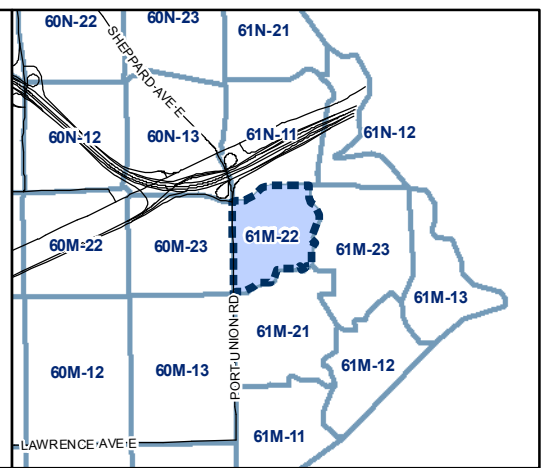 60N-22
60N-23
61N-21
SHEPPARD AVE E
60N-12
60N-13
61N-11
61N-12
60M-22
60M-23
61M-22
61M-23
61M-13
PORT UNION RD
61M-21
60M-12
60M-13
61M-12
LAWRENCE AVE E
61M-11